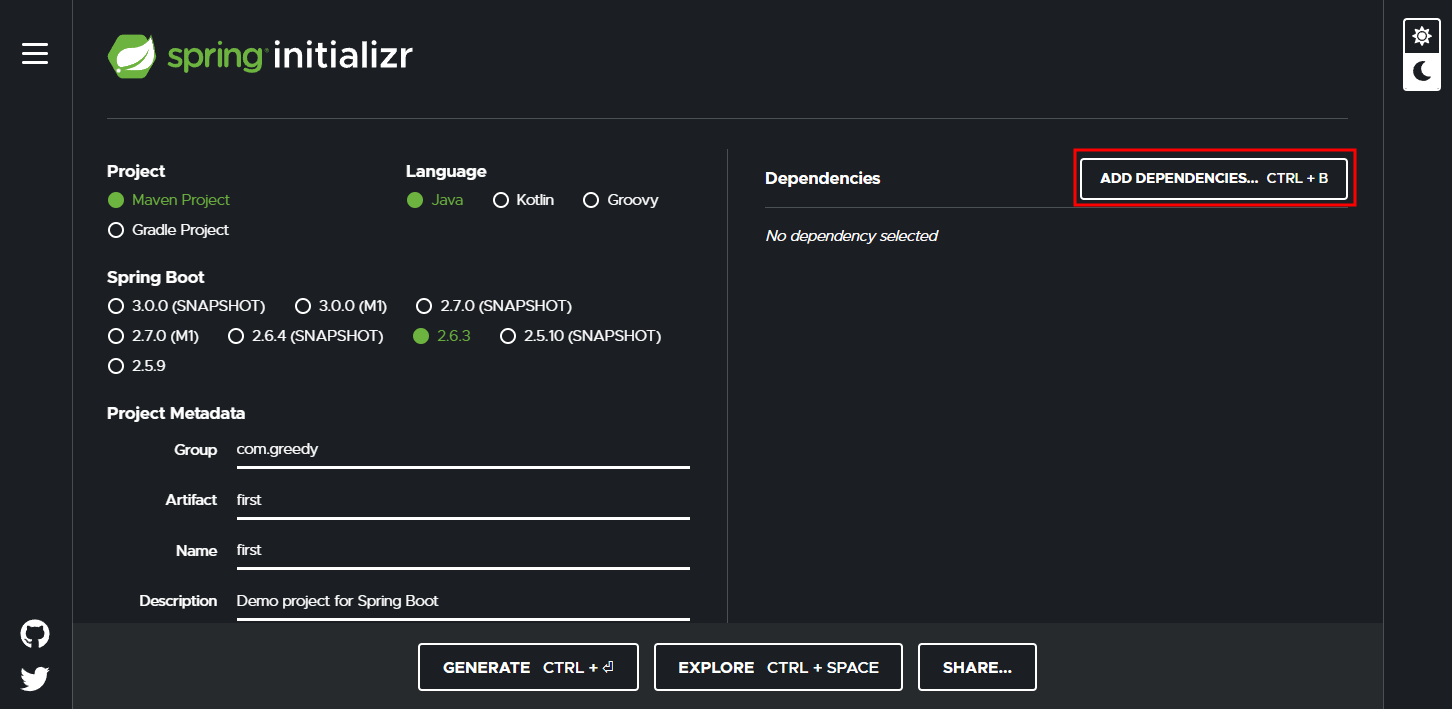 spring initializr
Project
Maven Project
Gradle Project
Language
Java Kotlin Groovy
Spring Boot
3.0.0 (SNAPSHOT) 3.0.0 (M1) 2.7.0 (SNAPSHOT)
2.7.0 (M1) 2.6.4 (SNAPSHOT) 2.6.3 2.5.10 (SNAPSHOT)
2.5.9
Project Metadata
Group com.greedy
Artifact first
Name first
Description Demo project for Spring Boot
Dependencies ADD DEPENDENCIES... CTRL + B
No dependency selected
GENERATE CTRL + ⏎ EXPLORE CTRL + SPACE SHARE...